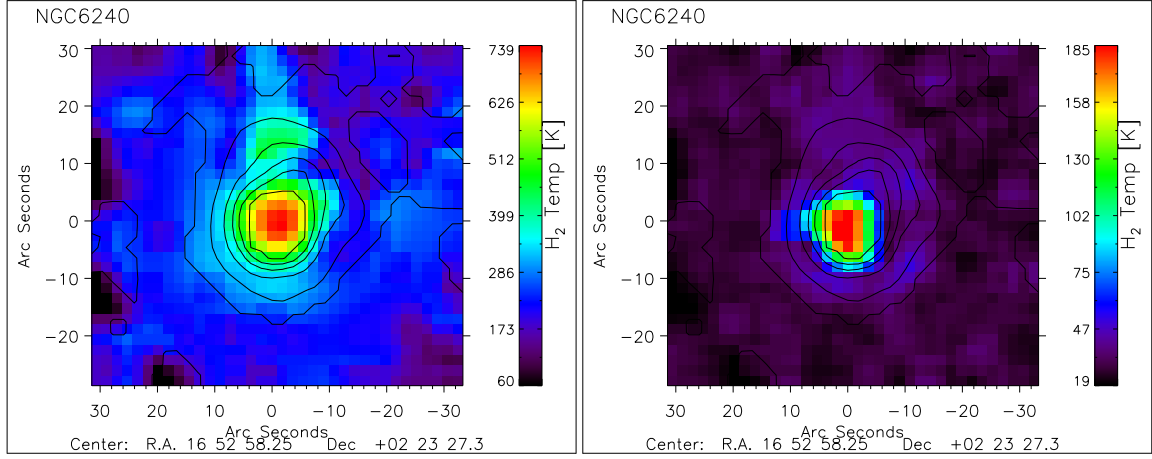 NGC6240
30
20
10
0
−10
−20
Arc Seconds
30 20 10 0 −10 −20 −30
Arc Seconds
Center: R.A. 16 52 58.25 Dec +02 23 27.3
739
626
512
399
286
173
60
H2 Temp [K]
NGC6240
30
20
10
0
−10
−20
Arc Seconds
30 20 10 0 −10 −20 −30
Arc Seconds
Center: R.A. 16 52 58.25 Dec +02 23 27.3
185
158
130
102
75
47
19
H2 Temp [K]